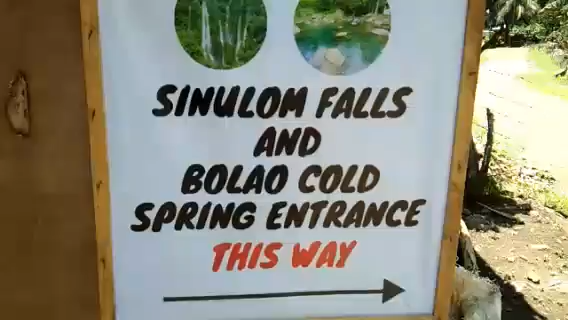 SINULOM FALLS
AND
BOLAO COLD
SPRING ENTRANCE
THIS WAY